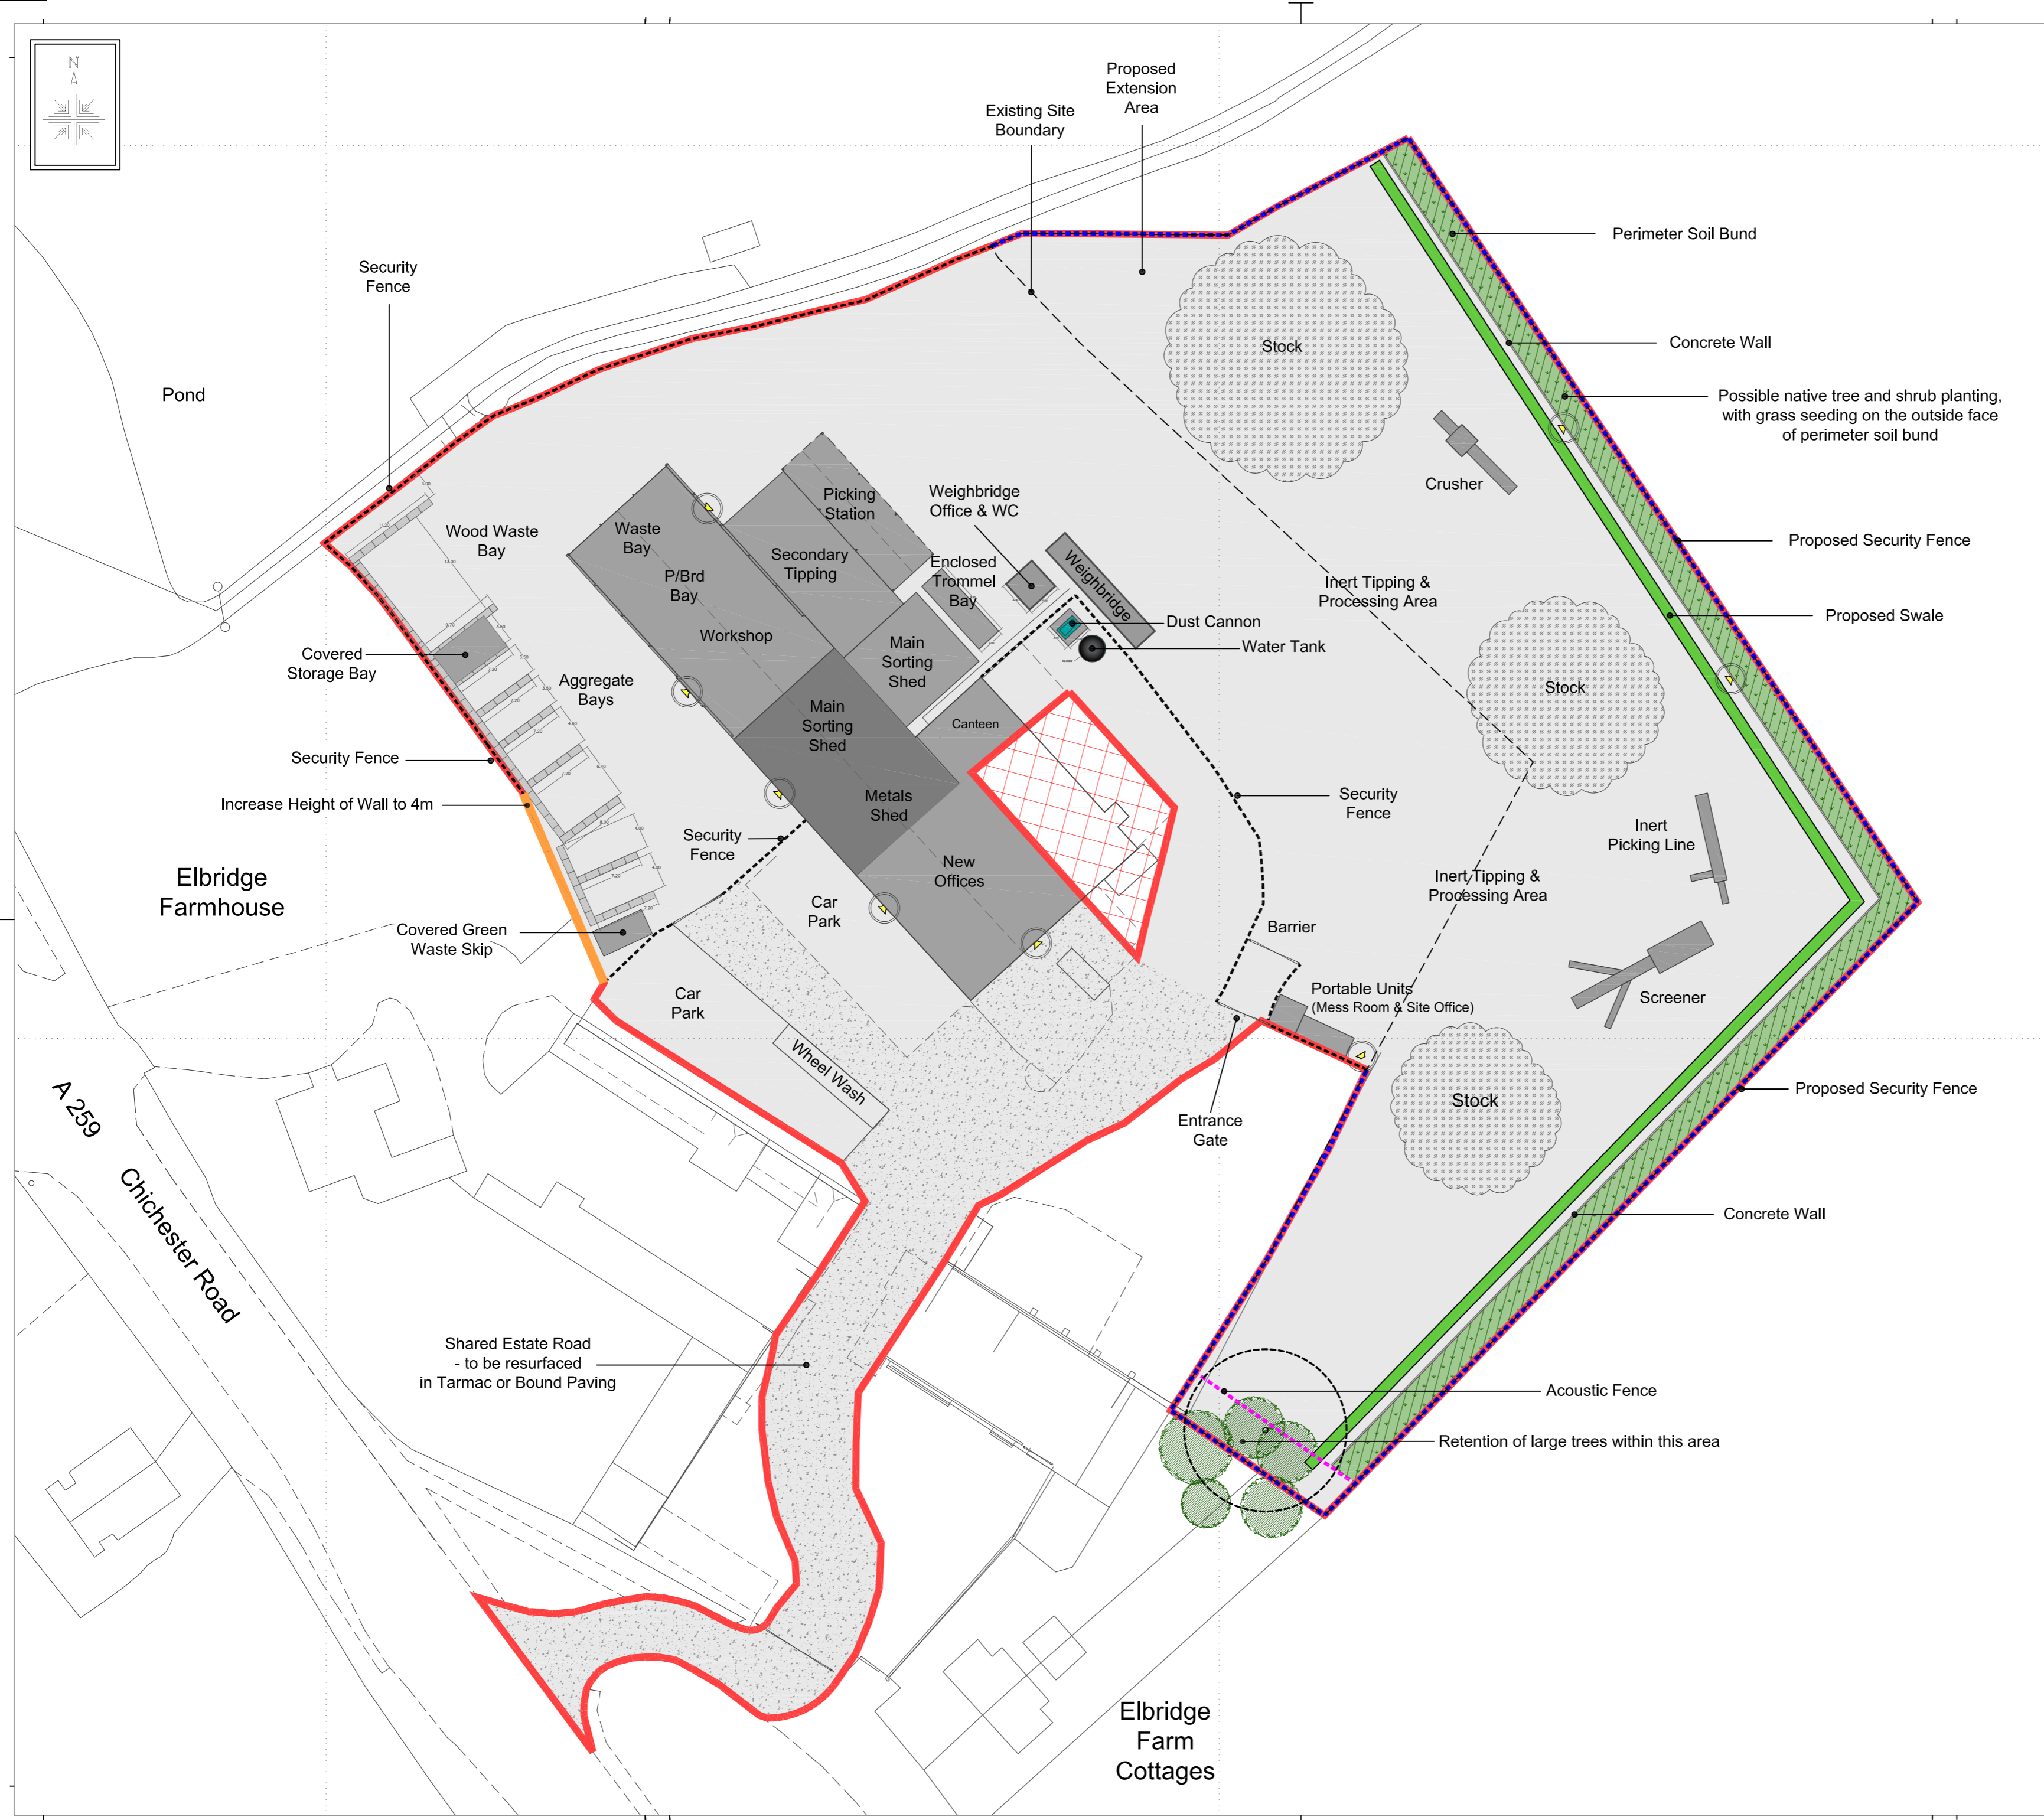 N
Proposed
Extension
Area
Existing Site
Boundary
Security
Fence
Perimeter Soil Bund
Concrete Wall
Possible native tree and shrub planting,
with grass seeding on the outside face
of perimeter soil bund
Pond
Stock
Crusher
Picking
Station
Weighbridge
Office & WC
Wood Waste
Bay
Waste
Bay
Secondary
Tipping
Enclosed
Trommel
Bay
Weighbridge
Proposed Security Fence
P/Brd
Bay
Inert Tipping &
Processing Area
Dust Cannon
Water Tank
Proposed Swale
Workshop
Main
Sorting
Shed
Covered
Storage Bay
Aggregate
Bays
Stock
Main
Sorting
Shed
Canteen
Security Fence
Increase Height of Wall to 4m
Metals
Shed
Security
Fence
Security
Fence
Inert
Picking Line
Elbridge
Farmhouse
New
Offices
Inert Tipping &
Processing Area
Car
Park
Covered Green
Waste Skip
Barrier
Car
Park
Portable Units
(Mess Room & Site Office)
Screener
Wheel Wash
Entrance
Gate
Stock
Proposed Security Fence
A 259
Chichester Road
Concrete Wall
Shared Estate Road
- to be resurfaced
in Tarmac or Bound Paving
Acoustic Fence
Retention of large trees within this area
Elbridge
Farm
Cottages